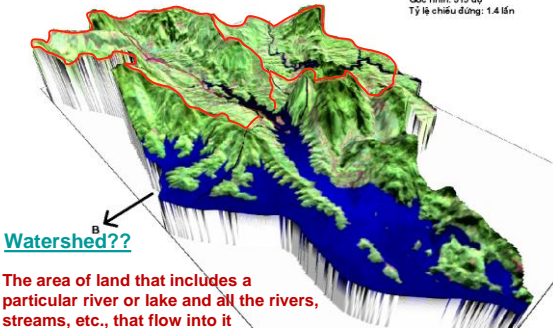 Tỷ lệ chiếu đứng: 1.4 lần
B
Watershed??
The area of land that includes a
particular river or lake and all the rivers,
streams, etc., that flow into it